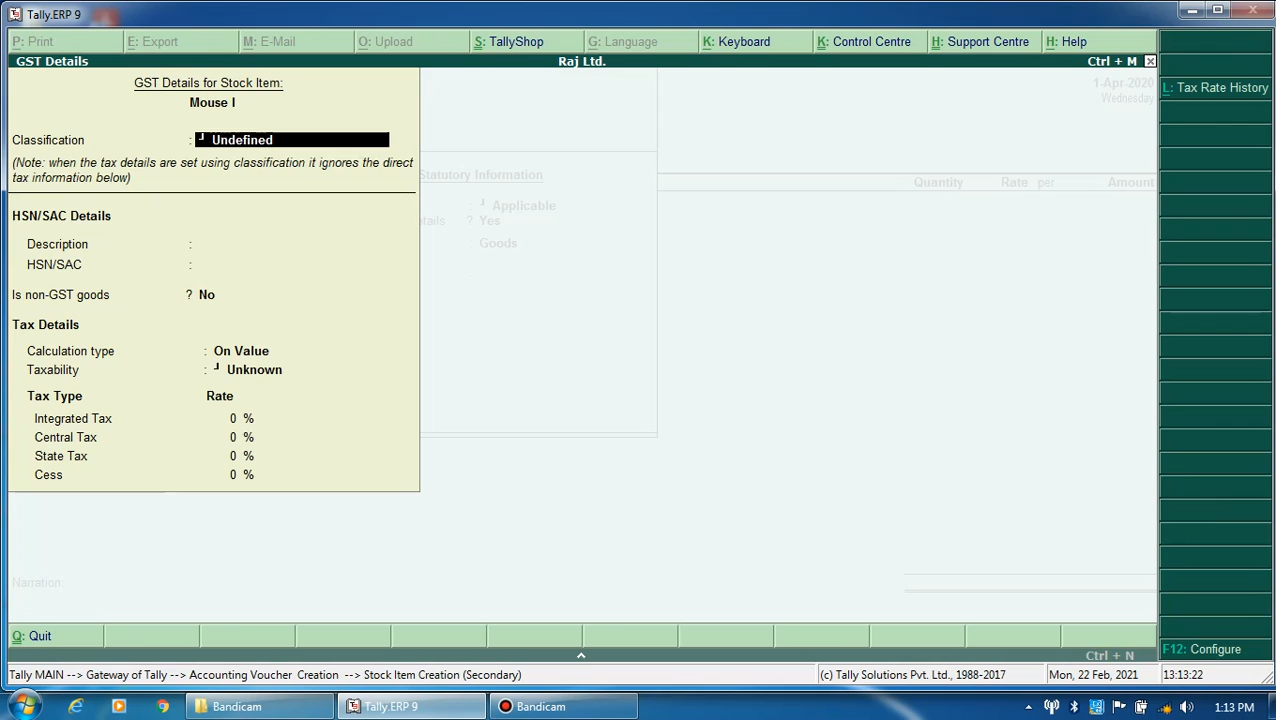 Tally.ERP 9
P: Print E: Export M: E-Mail O: Upload S: TallyShop G: Language K: Keyboard K: Control Centre H: Support Centre H: Help
GST Details Raj Ltd. Ctrl + M
GST Details for Stock Item:
Mouse I
1-Apr-2020
Wednesday
L: Tax Rate History
Classification : Undefined
(Note: when the tax details are set using classification it ignores the direct
tax information below)
Statutory Information
Quantity Rate per Amount
Applicable
tails ? Yes
: Goods
HSN/SAC Details
Description :
HSN/SAC :
Is non-GST goods ? No
Tax Details
Calculation type : On Value
Taxability : Unknown
Tax Type Rate
Integrated Tax 0 %
Central Tax 0 %
State Tax 0 %
Cess 0 %
Narration:
Q: Quit
Ctrl + N
F12: Configure
Tally MAIN --> Gateway of Tally --> Accounting Voucher Creation --> Stock Item Creation (Secondary) (c) Tally Solutions Pvt. Ltd., 1988-2017 Mon, 22 Feb, 2021 13:13:22
Bandicam Tally.ERP 9 Bandicam 1:13 PM